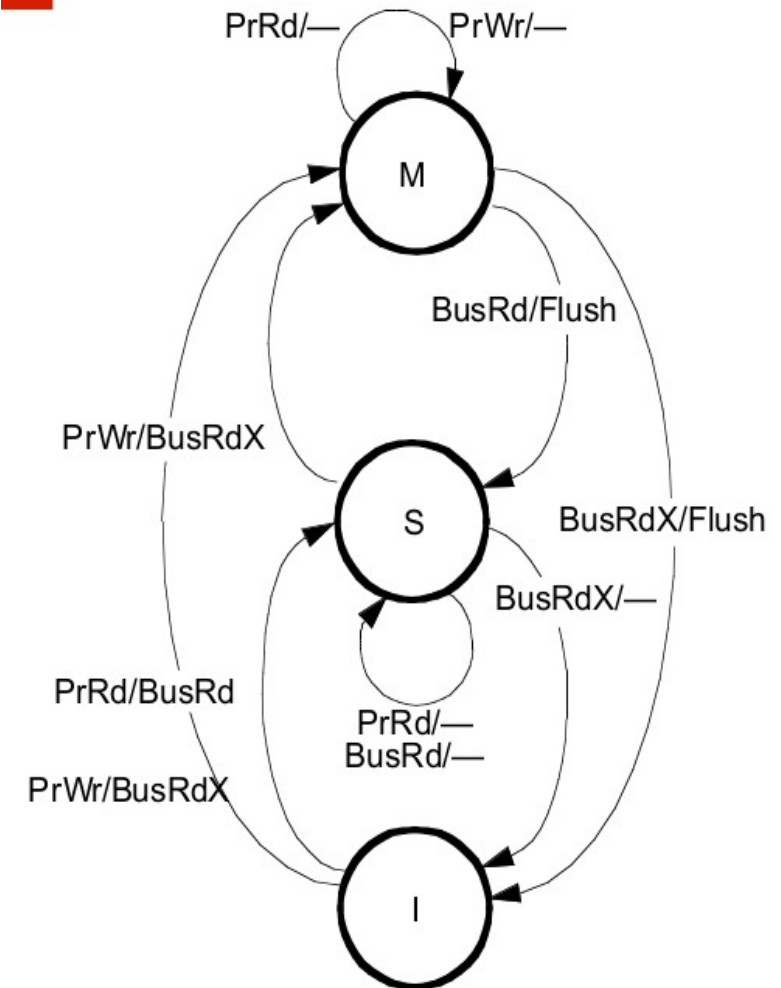 PrRd/—
PrWr/—
M
BusRd/Flush
PrWr/BusRdX
S
BusRdX/Flush
BusRdX/—
PrRd/BusRd
PrRd/—
BusRd/—
PrWr/BusRdX
I